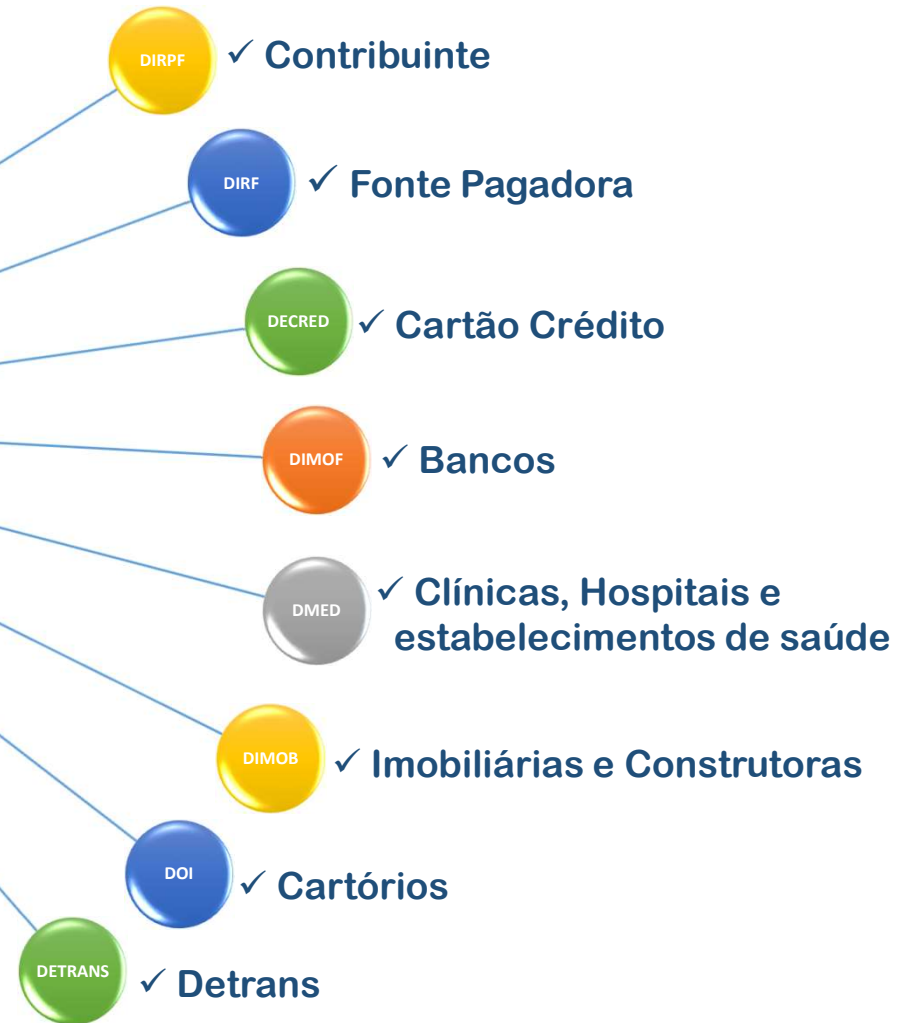 DIRPF ✓ Contribuinte
DIRF ✓ Fonte Pagadora
DECRED ✓ Cartão Crédito
DIMOF ✓ Bancos
DMED ✓ Clínicas, Hospitais e
estabelecimentos de saúde
DIMOB ✓ Imobiliárias e Construtoras
DOI ✓ Cartórios
DETRANS ✓ Detrans